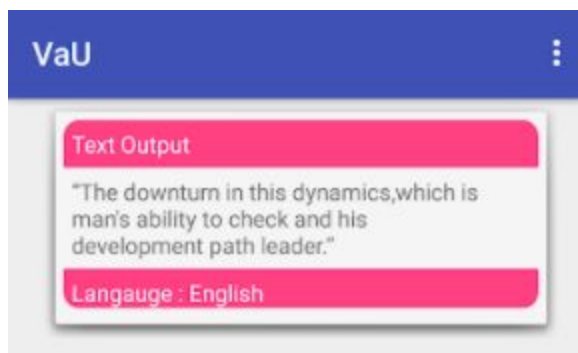 VaU
Text Output
"The downturn in this dynamics,which is
man's ability to check and his
development path leader."
Langauge : English